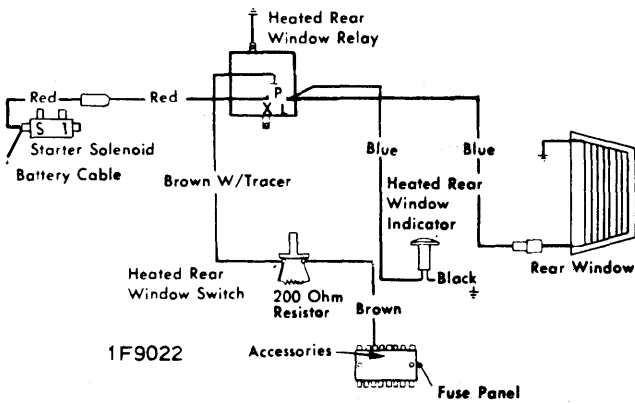 Heated Rear
Window Relay
P
X L
Red
Red
S 1
Starter Solenoid
Battery Cable
Brown W/Tracer
Blue
Blue
Heated Rear
Window
Indicator
Rear Window
Black
Heated Rear
Window Switch
200 Ohm
Resistor
Brown
1F9022
Accessories
Fuse Panel